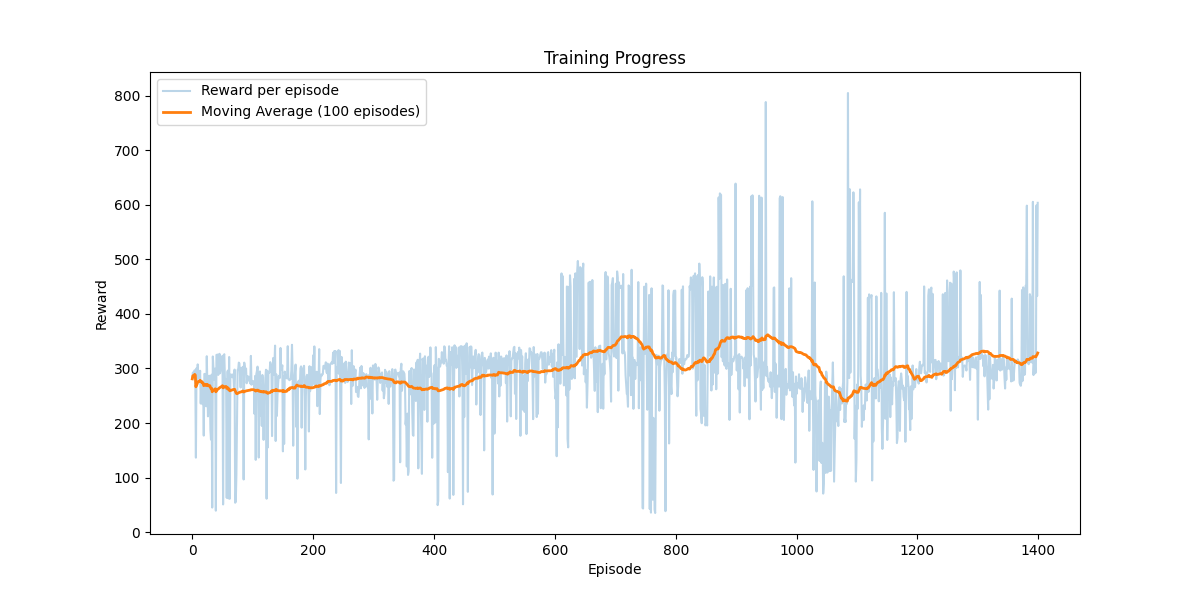 Training Progress
Reward per episode
Moving Average (100 episodes)
800
700
600
500
400
300
200
100
0
Reward
0 200 400 600 800 1000 1200 1400
Episode